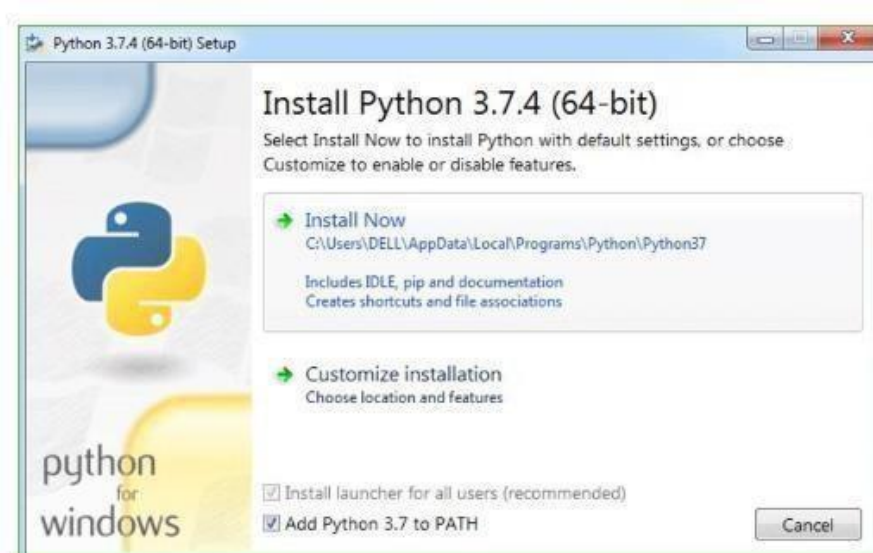 Python 3.7.4 (64-bit) Setup
Install Python 3.7.4 (64-bit)
Select Install Now to install Python with default settings, or choose
Customize to enable or disable features.
Install Now
C:\Users\DELL\AppData\Local\Programs\Python\Python37
Includes IDLE, pip and documentation
Creates shortcuts and file associations
Customize installation
Choose location and features
python
for
windows
Install launcher for all users (recommended)
Add Python 3.7 to PATH
Cancel